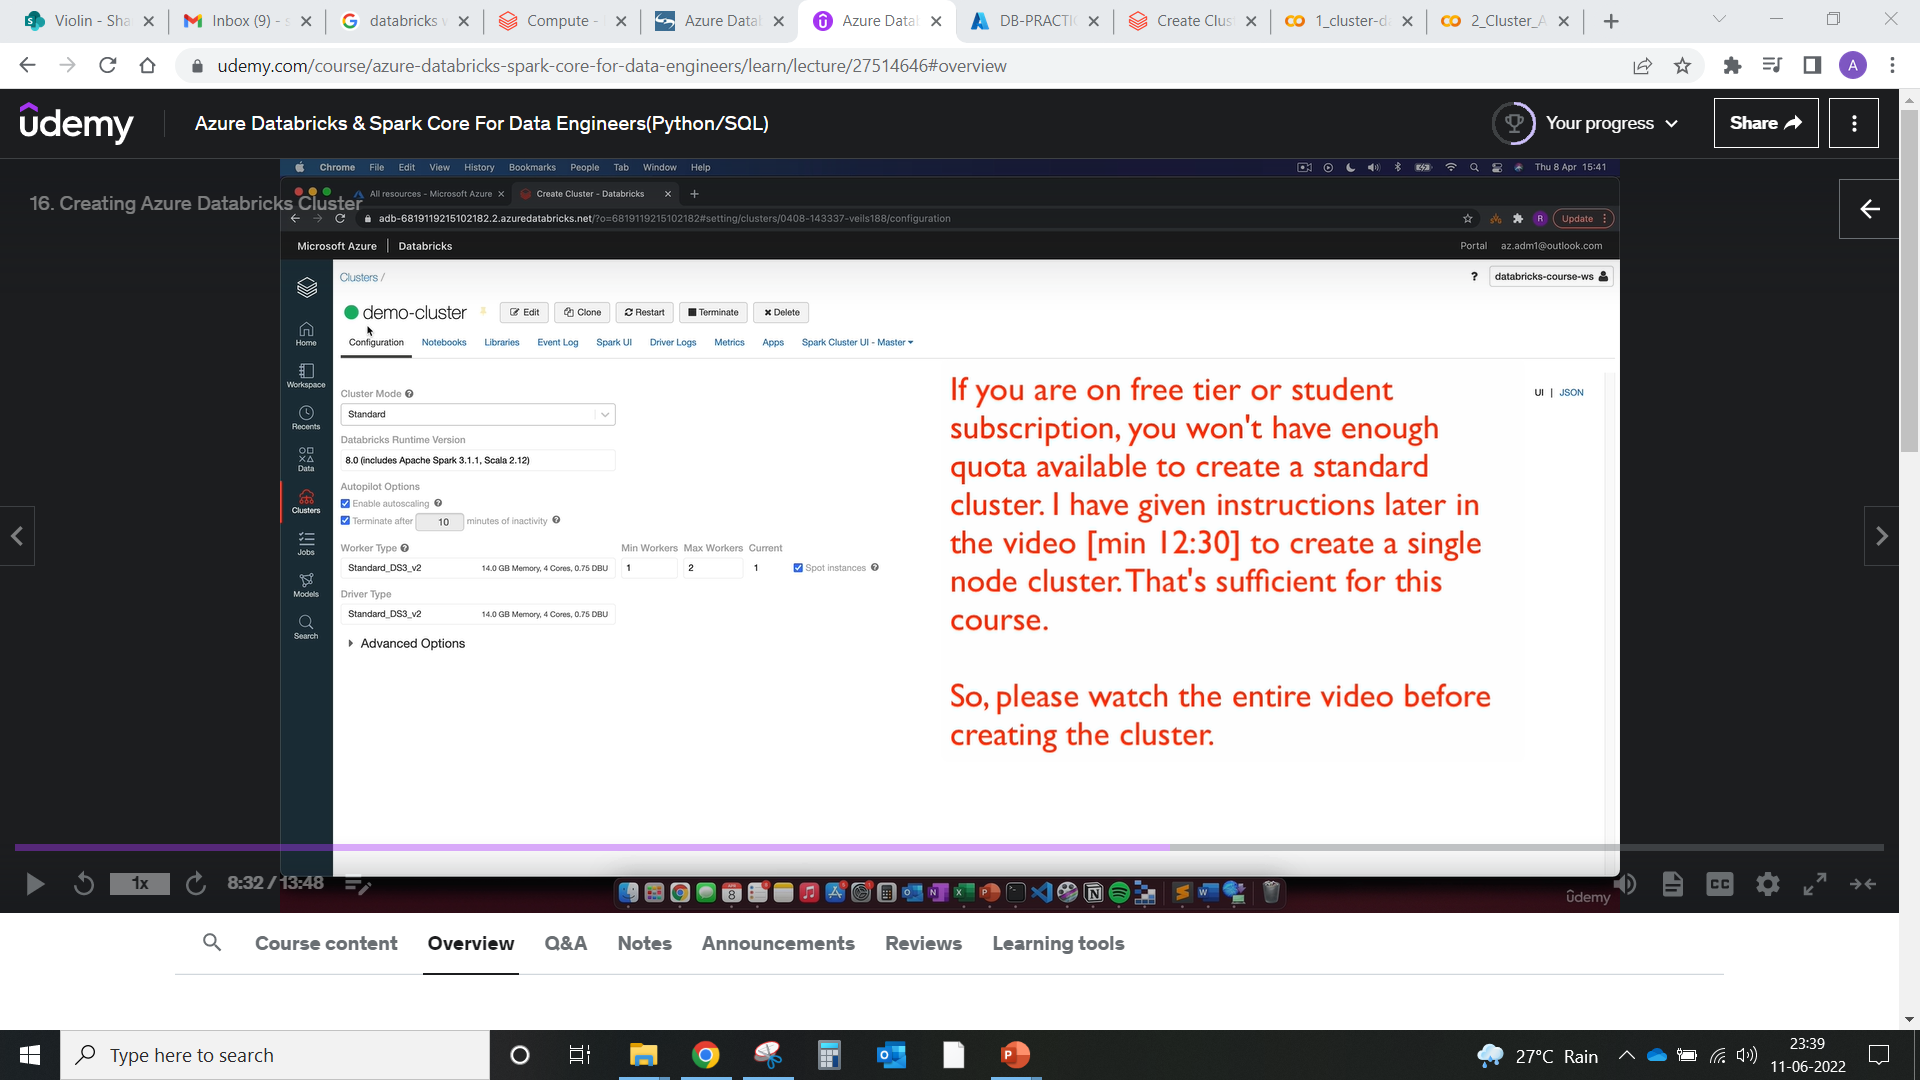 Violin - Sha
Inbox (9) - s
databricks w
Compute -
Azure Data
Azure Data
DB-PRACTIC
Create Clus
1_cluster-d
2_Cluster_A
udemy.com/course/azure-databricks-spark-core-for-data-engineers/learn/lecture/27514646#overview
A
ûdemy
Azure Databricks & Spark Core For Data Engineers(Python/SQL)
Your progress
Share
Chrome File Edit View History Bookmarks People Tab Window Help
Thu 8 Apr 15:41
16. Creating Azure Databricks Cluster
All resources - Microsoft Azure
Create Cluster - Databricks
adb-6819119215102182.2.azuredatabricks.net/?o=6819119215102182#setting/clusters/0408-143337-veils188/configuration
R
Update
Microsoft Azure | Databricks
Portal az.adm1@outlook.com
Clusters /
? databricks-course-ws
demo-cluster
Edit Clone Restart Terminate Delete
Configuration Notebooks Libraries Event Log Spark UI Driver Logs Metrics Apps Spark Cluster UI - Master
Home
Workspace
Recents
Data
Clusters
Jobs
Models
Search
UI | JSON
Cluster Mode ?
Standard
Databricks Runtime Version
8.0 (includes Apache Spark 3.1.1, Scala 2.12)
Autopilot Options
Enable autoscaling ?
Terminate after 10 minutes of inactivity ?
Worker Type ? Min Workers Max Workers Current
Standard_DS3_v2 14.0 GB Memory, 4 Cores, 0.75 DBU 1 2 1 Spot instances ?
Driver Type
Standard_DS3_v2 14.0 GB Memory, 4 Cores, 0.75 DBU
Advanced Options
If you are on free tier or student
subscription, you won't have enough
quota available to create a standard
cluster. I have given instructions later in
the video [min 12:30] to create a single
node cluster. That's sufficient for this
course.
So, please watch the entire video before
creating the cluster.
1x
8:32 / 13:48
CC
ûdemy
Course content Overview Q&A Notes Announcements Reviews Learning tools
Type here to search
27°C Rain
23:39
11-06-2022